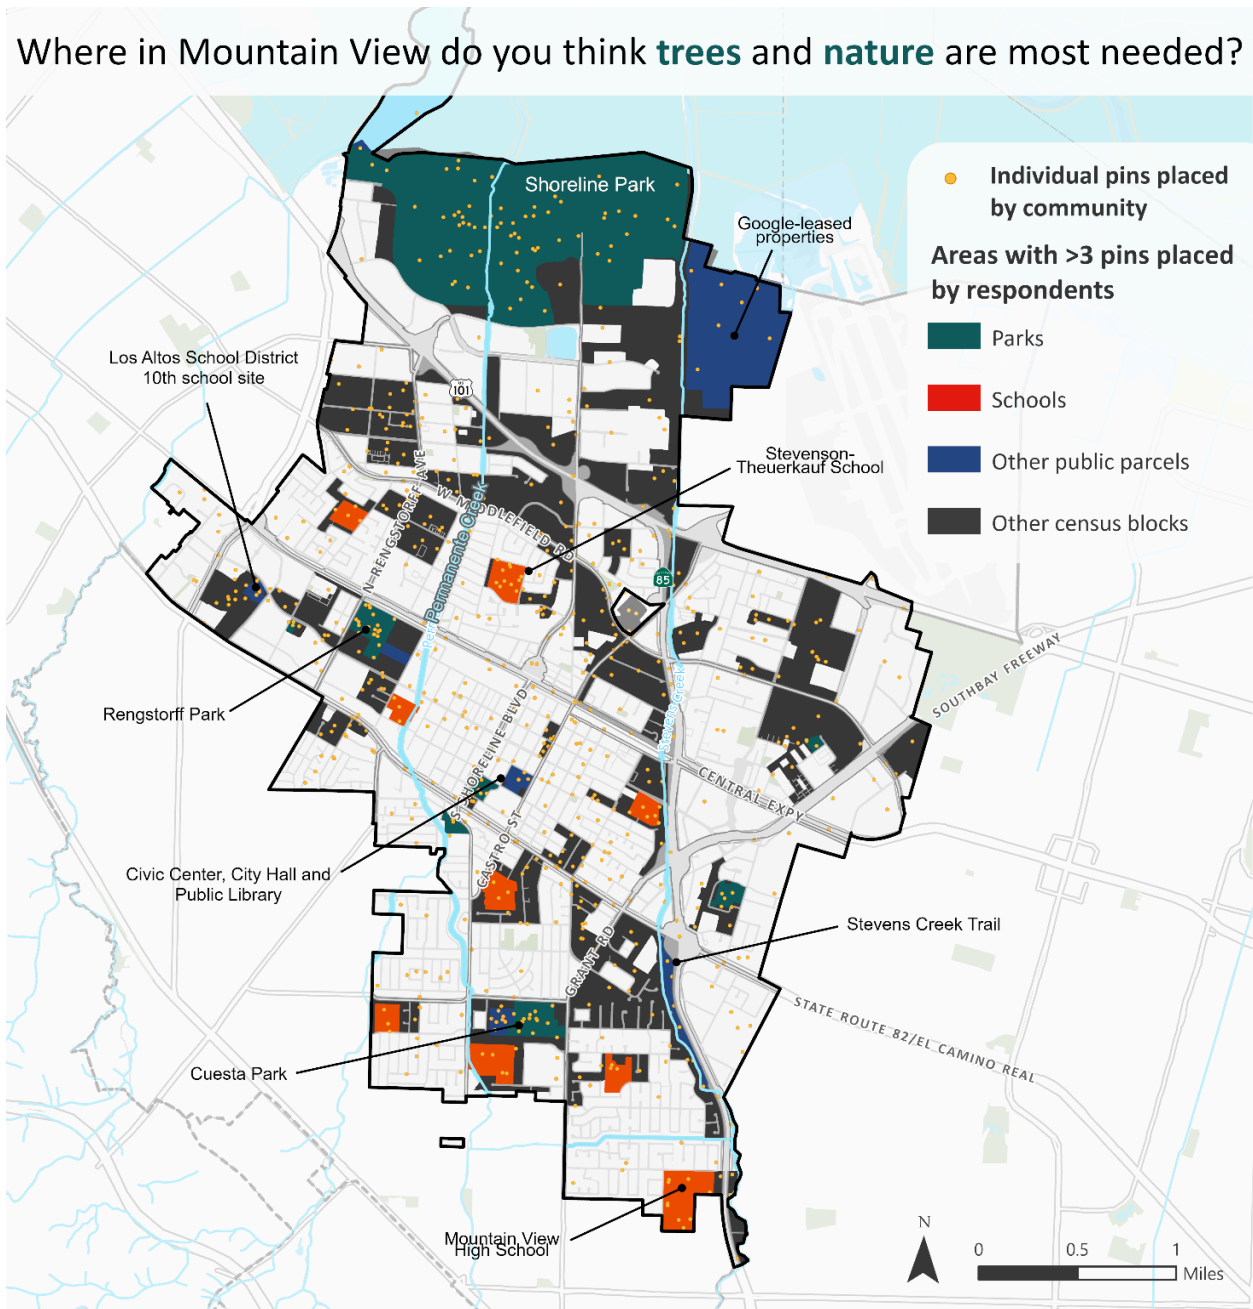 Where in Mountain View do you think trees and nature are most needed?
Shoreline Park
Individual pins placed
by community
Google-leased
properties
Areas with >3 pins placed
by respondents
Parks
Los Altos School District
10th school site
US
101
Schools
Stevenson-
Theuerkauf School
Other public parcels
N RENGSTORFF AVE
W MIDDLEFIELD RD
Permanente Creek
Other census blocks
85
SOUTHBAY FREEWAY
Rengstorff Park
Stevens Creek
S SHORELINE BLVD
CENTRAL EXPY
CASTRO ST
Civic Center, City Hall and
Public Library
Stevens Creek Trail
GRANT RD
STATE ROUTE 82/EL CAMINO REAL
Cuesta Park
Mountain View
High School
N
0 0.5 1
Miles